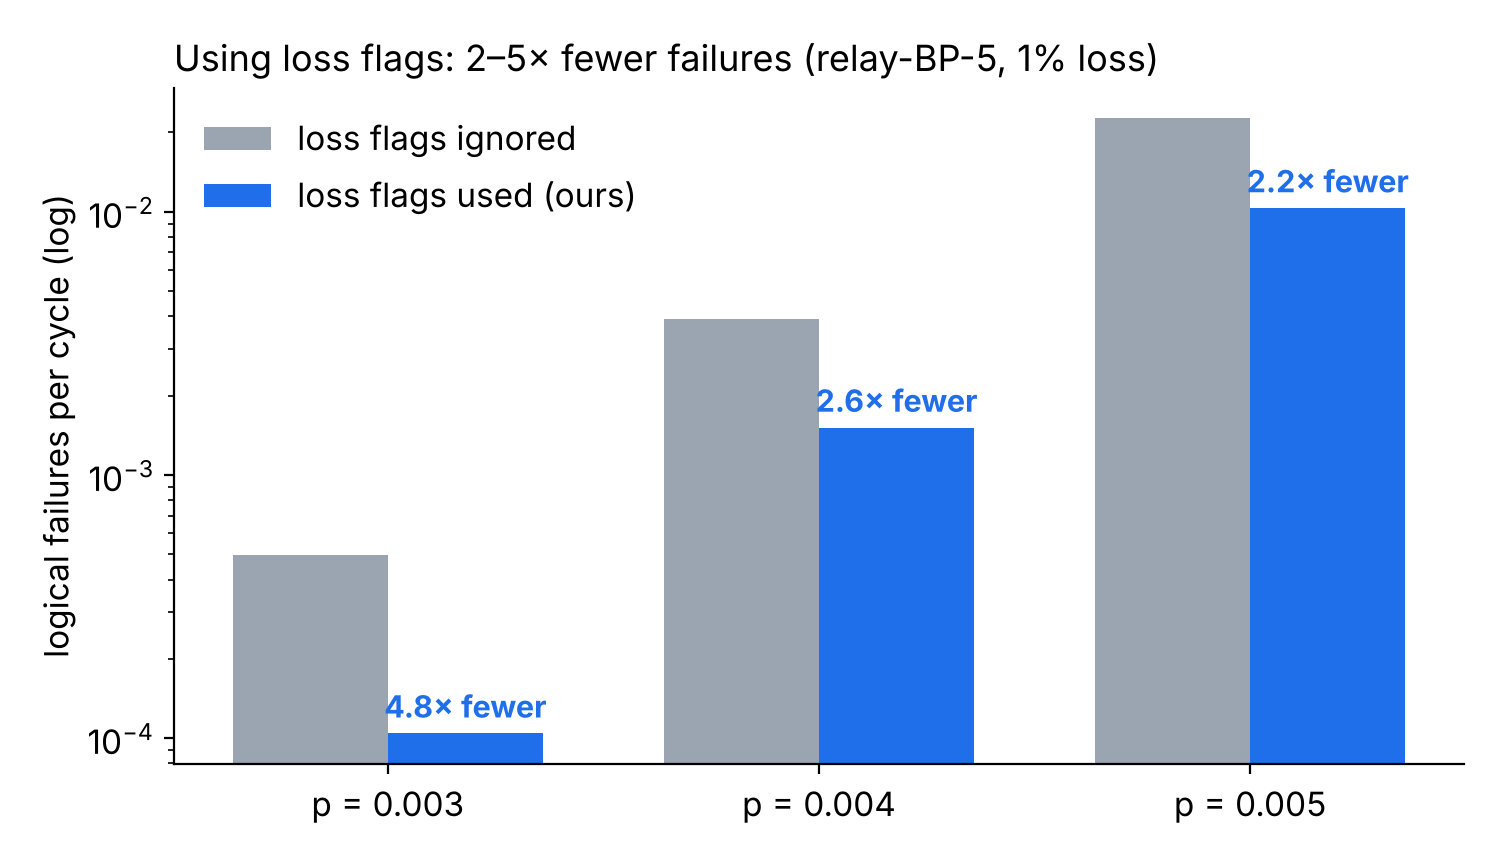 Using loss flags: 2–5× fewer failures (relay-BP-5, 1% loss)
loss flags ignored
loss flags used (ours)
logical failures per cycle (log)
10⁻²
10⁻³
10⁻⁴
4.8× fewer
2.6× fewer
2.2× fewer
p = 0.003
p = 0.004
p = 0.005